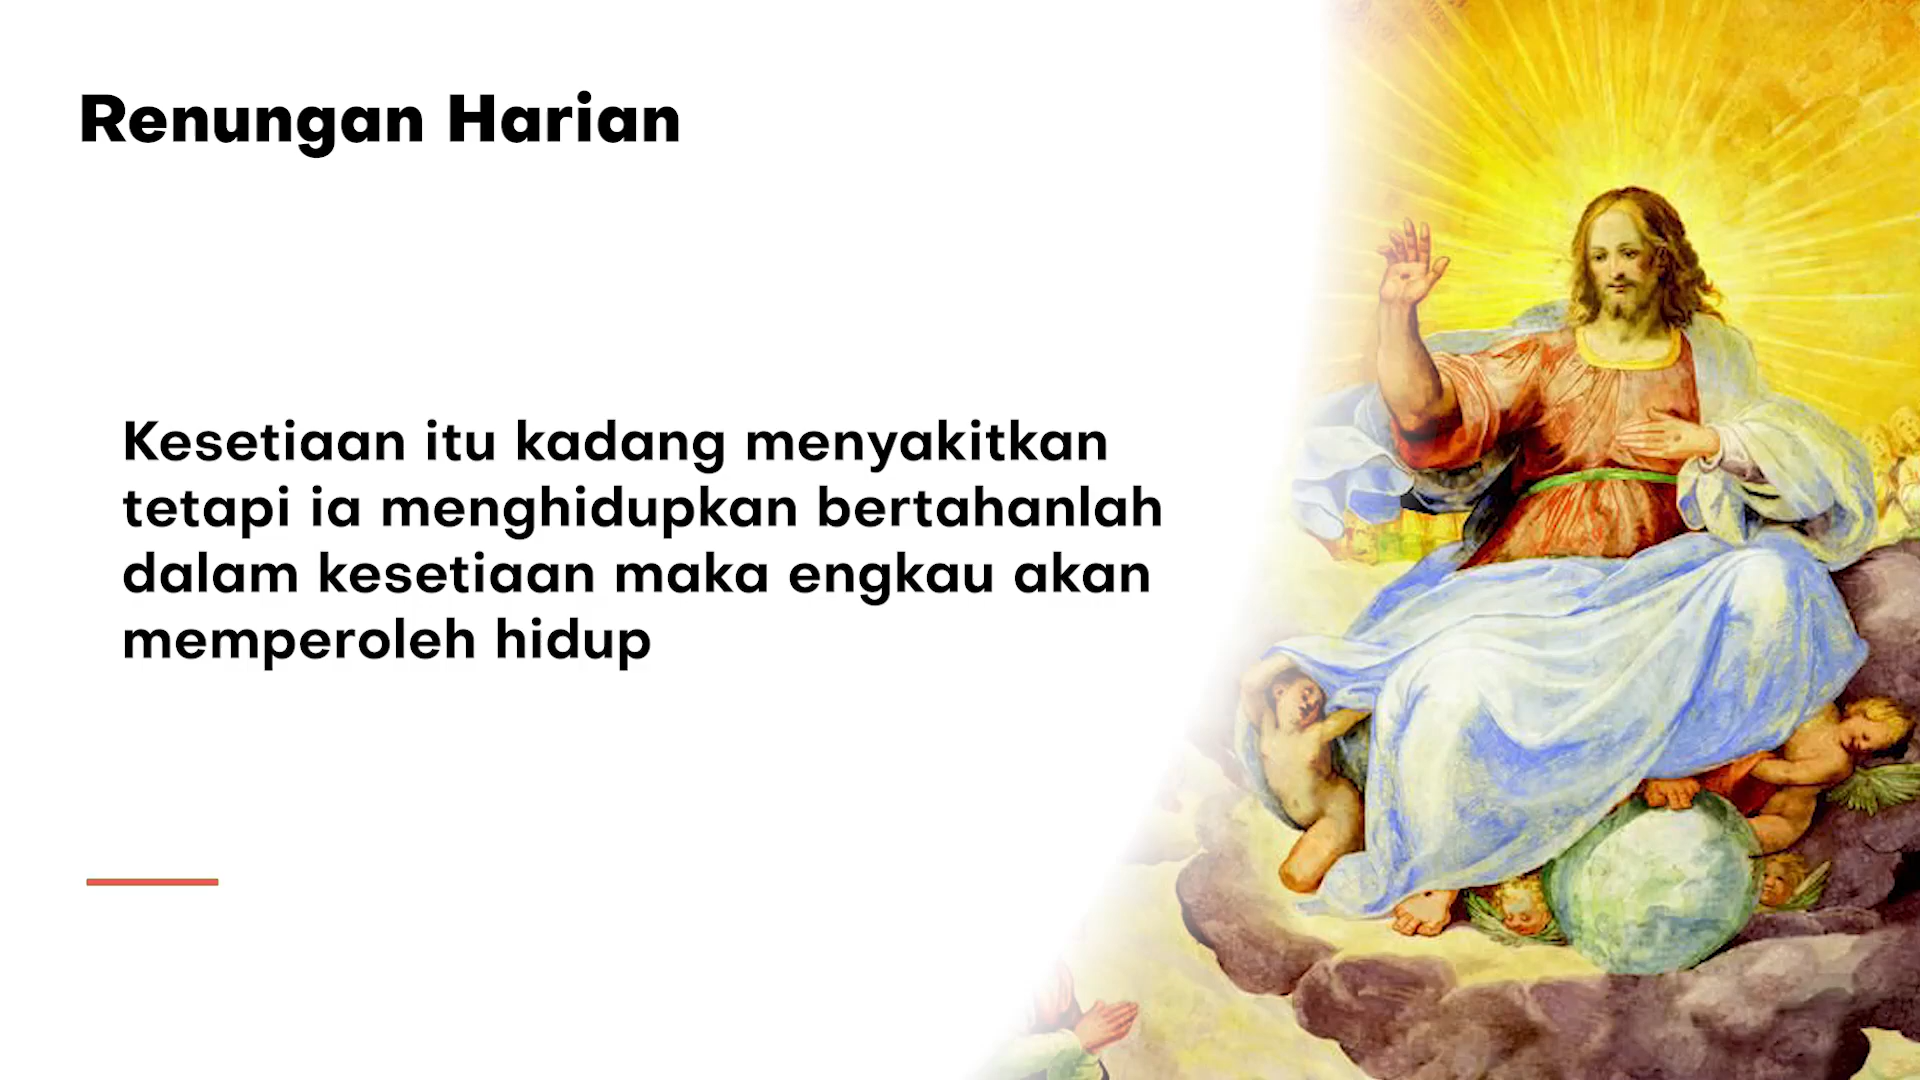 Renungan Harian
Kesetiaan itu kadang menyakitkan
tetapi ia menghidupkan bertahanlah
dalam kesetiaan maka engkau akan
memperoleh hidup